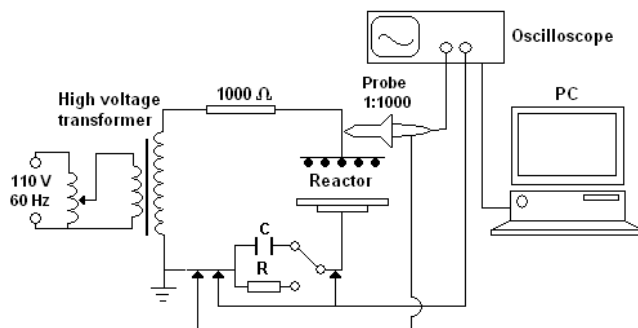 Oscilloscope
Probe
1:1000
1000 Ω
High voltage
transformer
PC
110 V
60 Hz
Reactor
C
R